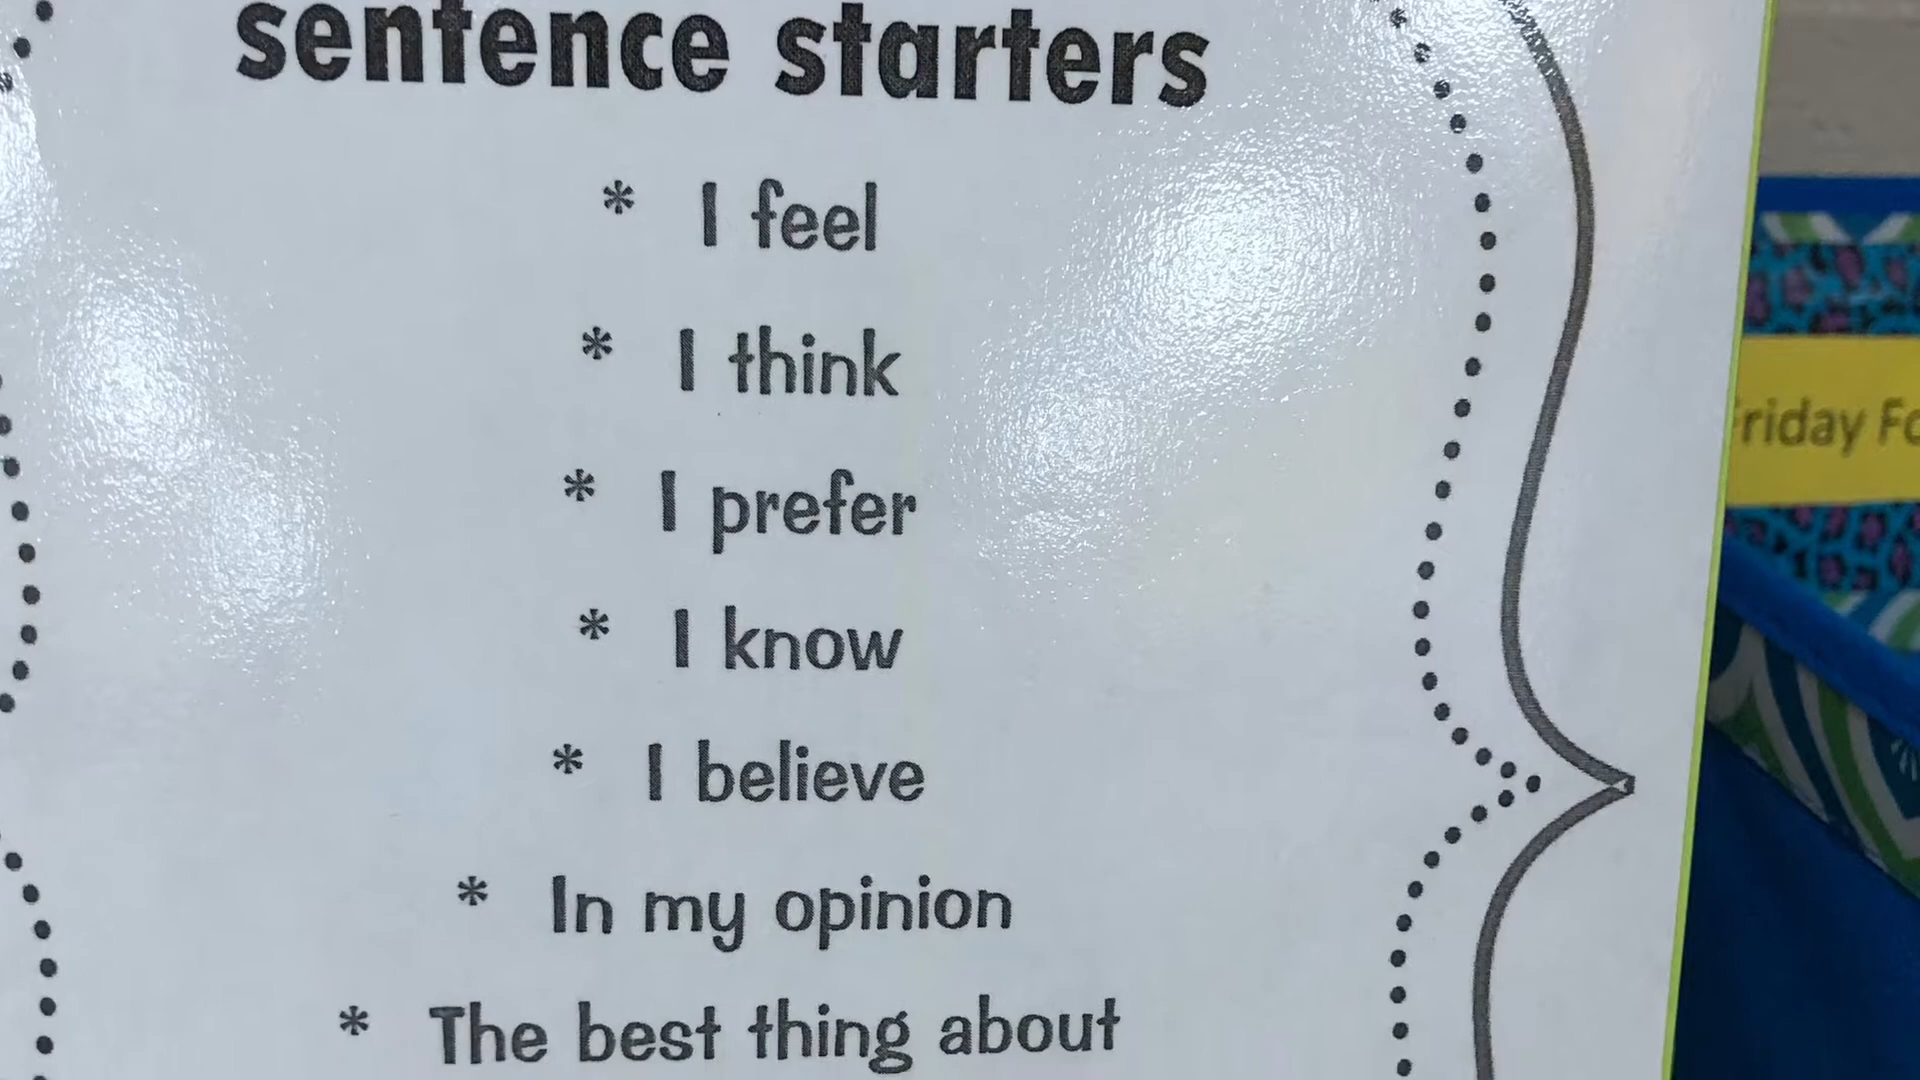 sentence starters
* I feel
* I think
* I prefer
* I know
* I believe
* In my opinion
* The best thing about